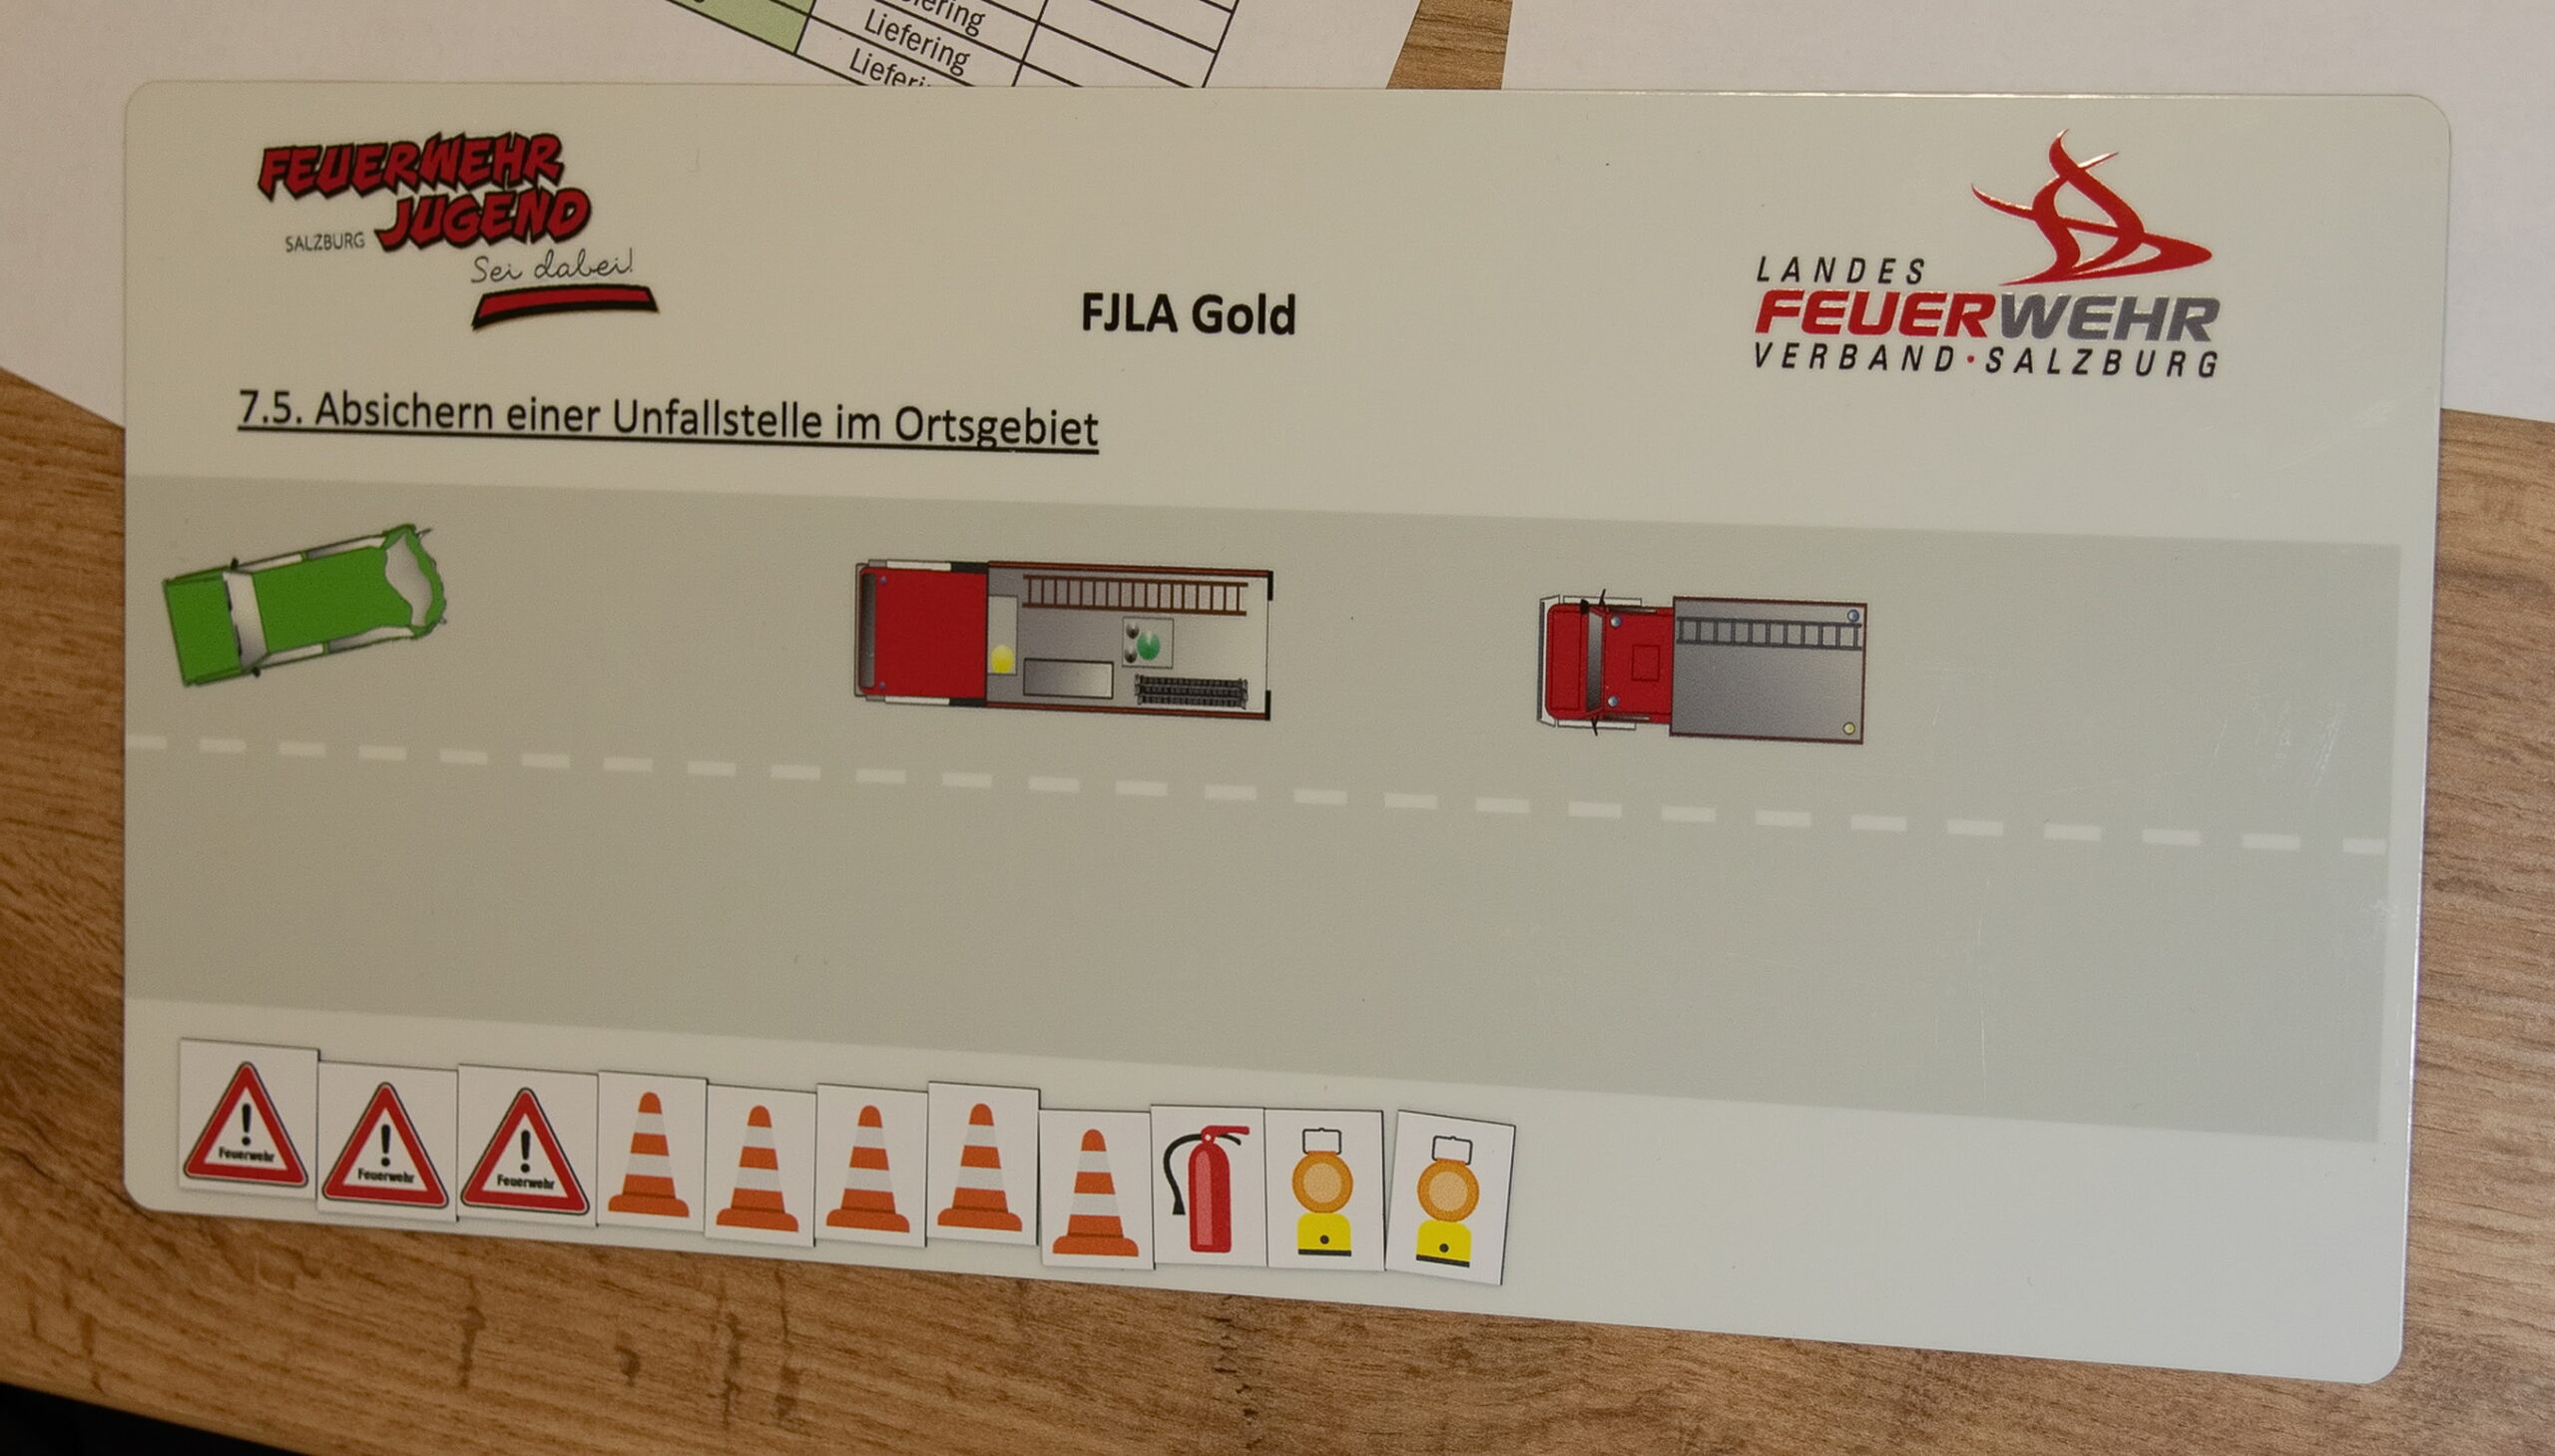 Liefering
FEUERWEHR
JUGEND
SALZBURG
Sei dabei!
LANDES
FEUERWEHR
VERBAND·SALZBURG
FJLA Gold
7.5. Absichern einer Unfallstelle im Ortsgebiet
!
Feuerwehr
!
Feuerwehr
!
Feuerwehr